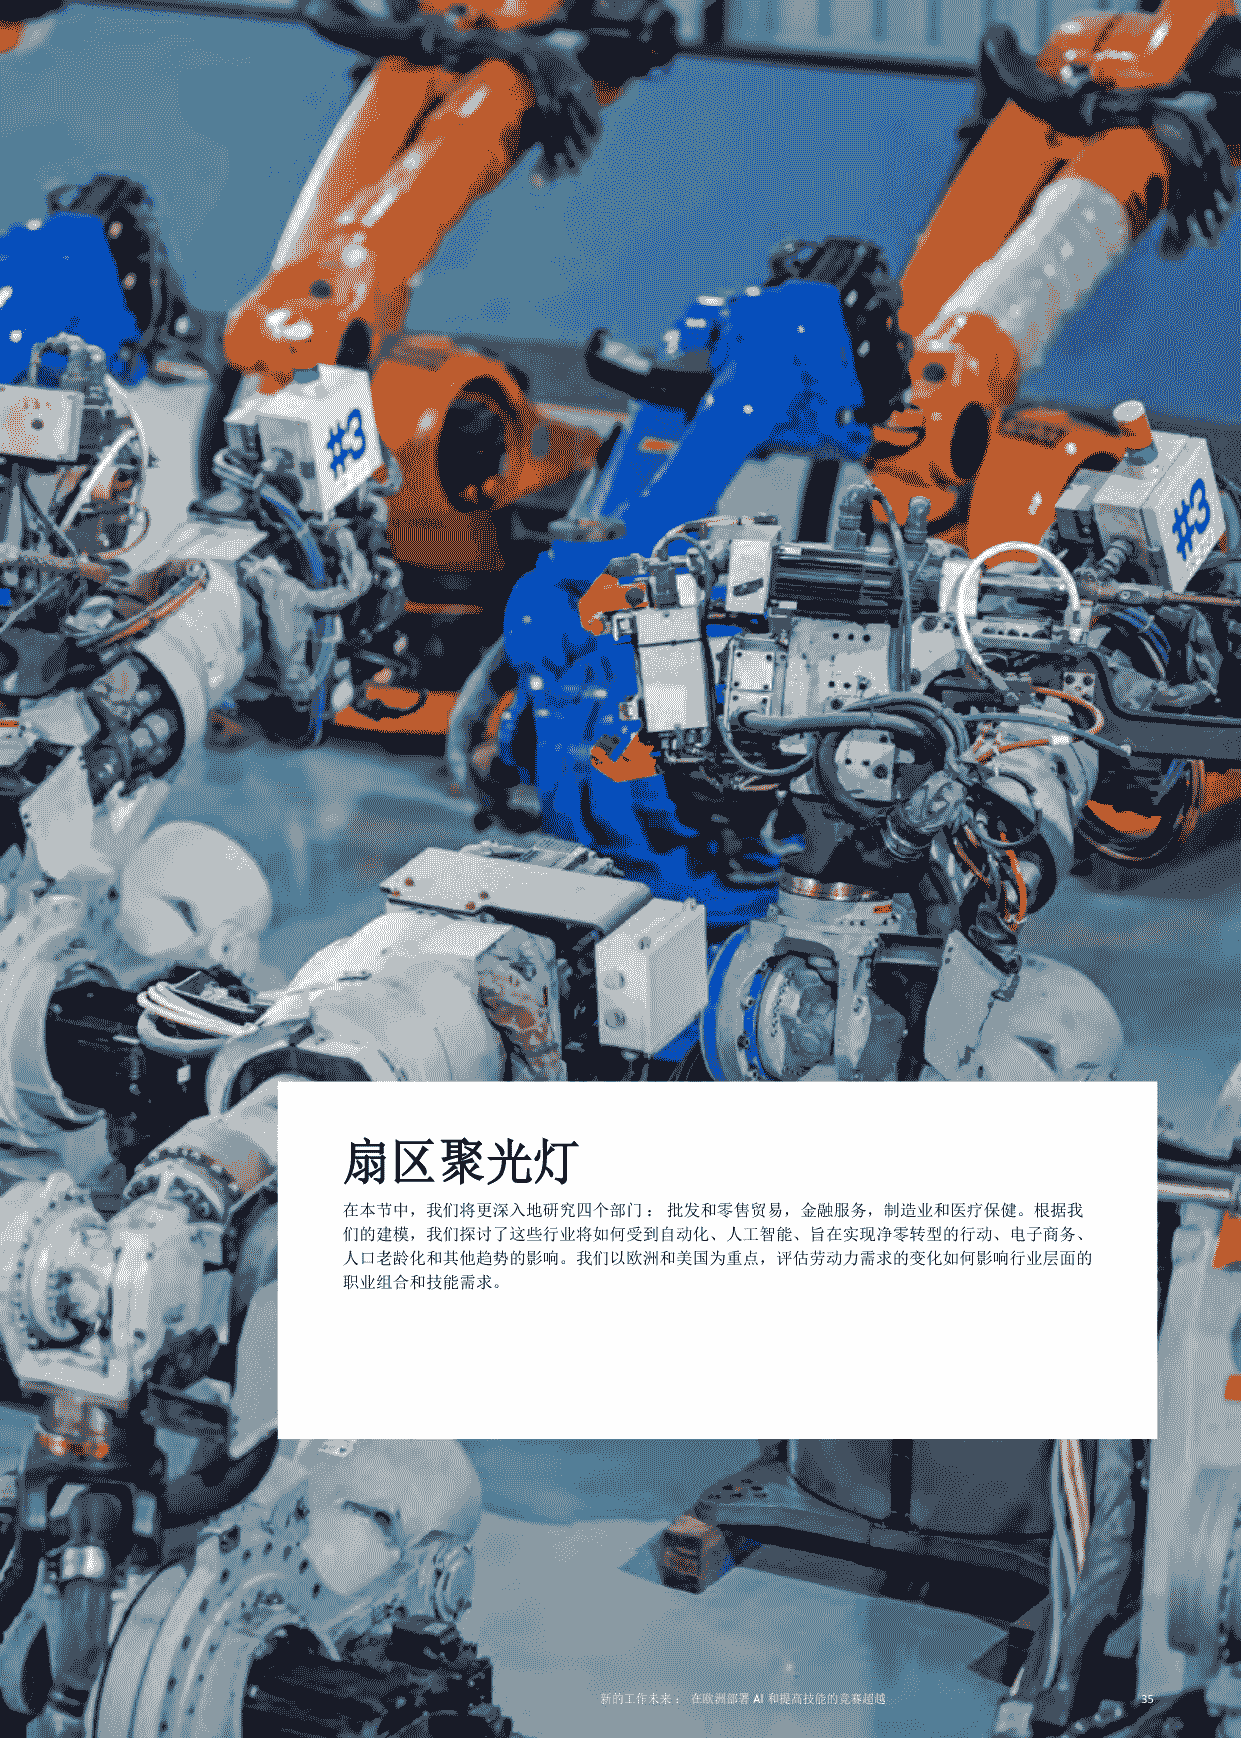 #3
#3
扇区聚光灯
在本节中，我们将更深入地研究四个部门： 批发和零售贸易，金融服务，制造业和医疗保健。根据我
们的建模，我们探讨了这些行业将如何受到自动化、人工智能、旨在实现净零转型的行动、电子商务、
人口老龄化和其他趋势的影响。我们以欧洲和美国为重点，评估劳动力需求的变化如何影响行业层面的
职业组合和技能需求。
新的工作未来： 在欧洲部署 AI 和提高技能的竞赛超越 35